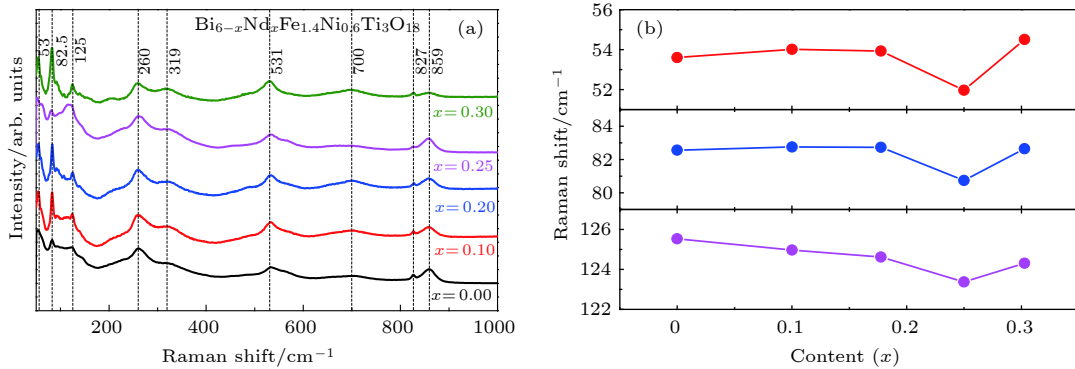 Bi₆₋ₓNdₓFe₁.₄Ni₀.₆Ti₃O₁₈
(a)
53
82.5
125
260
319
531
700
827
859
x=0.30
x=0.25
x=0.20
x=0.10
x=0.00
Intensity/arb. units
200
400
600
800
1000
Raman shift/cm⁻¹
(b)
56
54
52
84
82
80
126
124
122
Raman shift/cm⁻¹
0
0.1
0.2
0.3
Content (x)